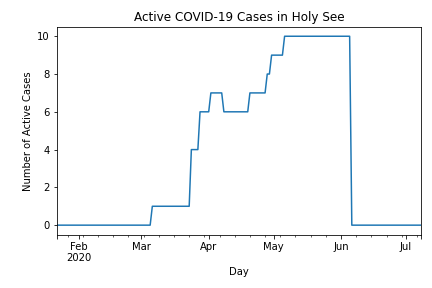 Active COVID-19 Cases in Holy See
Number of Active Cases
10
8
6
4
2
0
Feb Mar Apr May Jun Jul
2020
Day